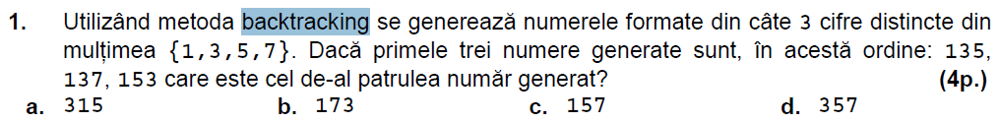 1. Utilizând metoda backtracking se generează numerele formate din câte 3 cifre distincte din
mulțimea {1,3,5,7}. Dacă primele trei numere generate sunt, în acestă ordine: 135,
137, 153 care este cel de-al patrulea număr generat? (4p.)
a. 315 b. 173 c. 157 d. 357